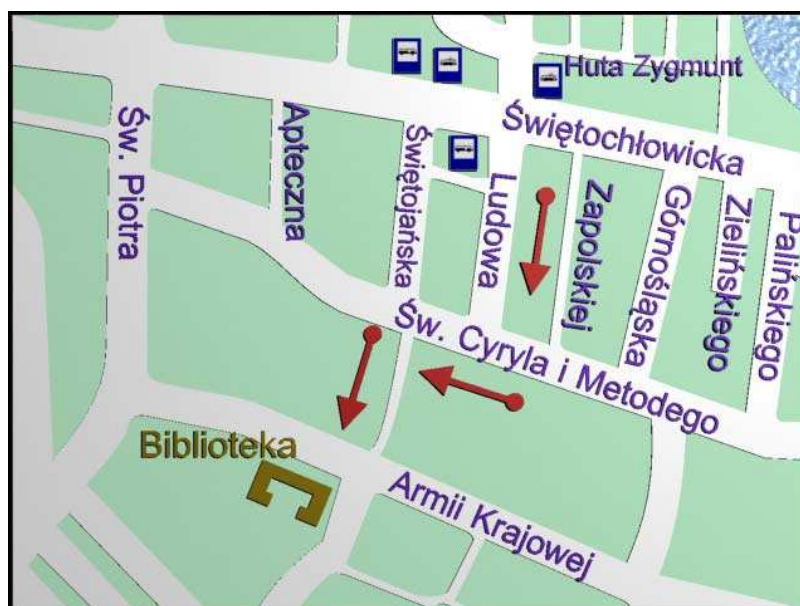 Huta Zygmunt
Świętochłowicka
Św. Piotra
Apteczna
Świętojańska
Ludowa
Zapolskiej
Górnośląska
Zielińskiego
Palińskiego
Św. Cyryla i Metodego
Biblioteka
Armii Krajowej